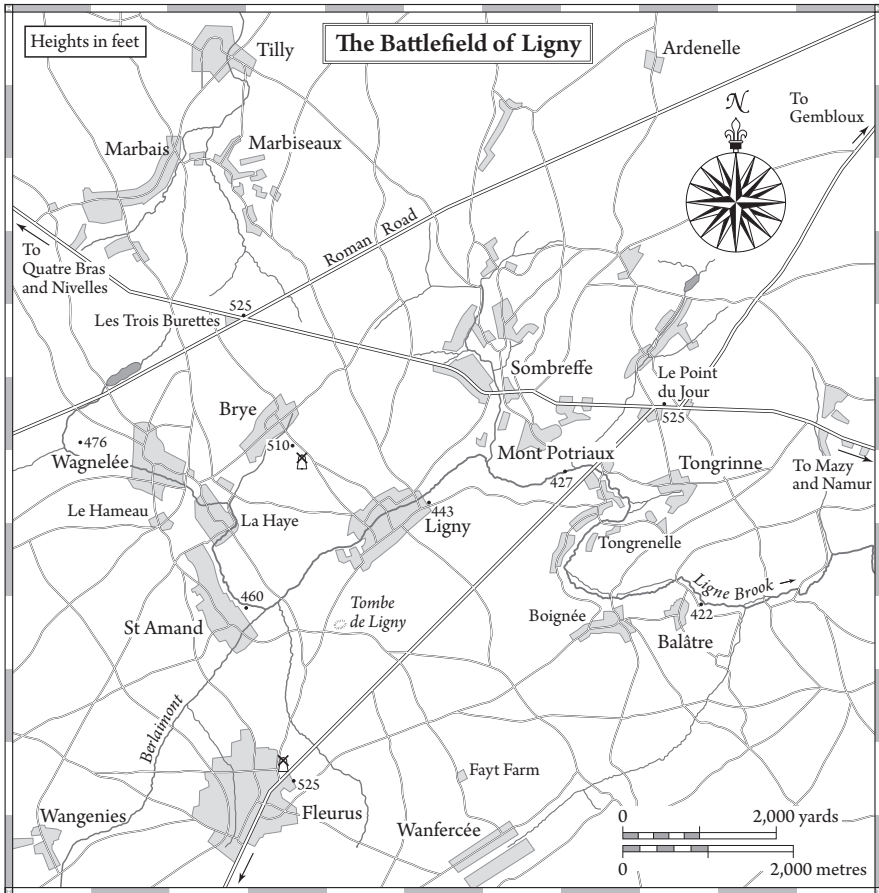 Heights in feet
The Battlefield of Ligny
Tilly
Ardenelle
N
To
Gembloux
Marbais
Marbiseaux
Roman Road
To
Quatre Bras
and Nivelles
525
Les Trois Burettes
Sombreffe
Le Point
du Jour
525
Brye
510
476
Wagnelée
Mont Potriaux
427
Tongrinne
To Mazy
and Namur
Le Hameau
La Haye
443
Ligny
Tongrenelle
Ligne Brook
460
Tombe
de Ligny
St Amand
Boignée
422
Balâtre
Berlaimont
Fayt Farm
525
Fleurus
Wangenies
Wanfercée
0 2,000 yards
0 2,000 metres